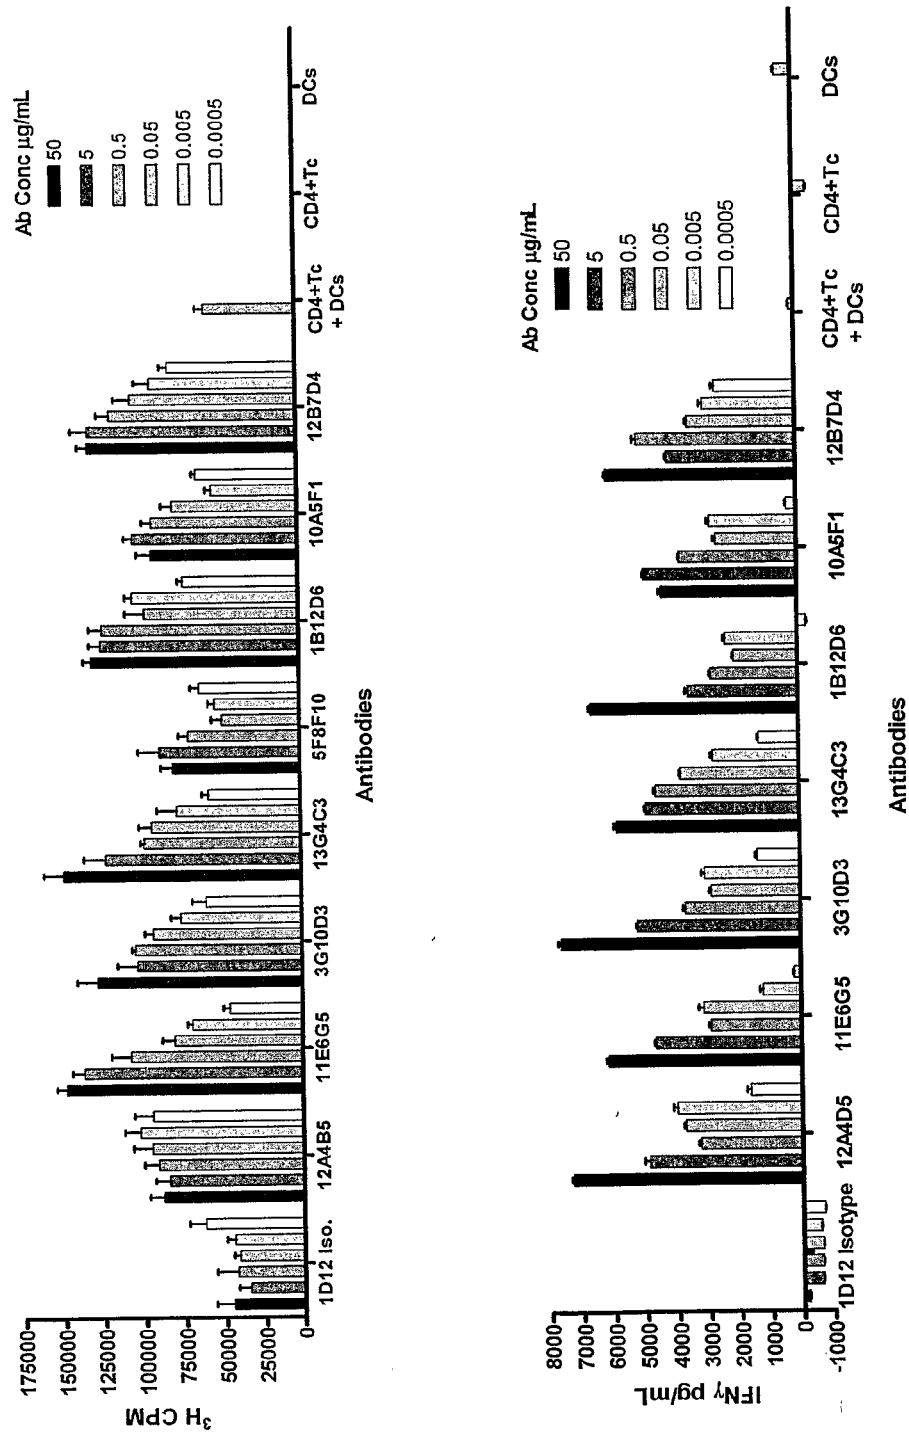 Ab Conc µg/mL
50
5
0.5
0.05
0.005
0.0005
175000
150000
125000
100000
75000
50000
25000
0
³H CPM
1D12 Iso.
12A4B5
11E6G5
3G10D3
13G4C3
5F8F10
1B12D6
10A5F1
12B7D4
CD4+Tc
+ DCs
CD4+Tc
DCs
Antibodies
Ab Conc µg/mL
50
5
0.5
0.05
0.005
0.0005
8000
7000
6000
5000
4000
3000
2000
1000
0
-1000
IFNγ pg/mL
1D12 Isotype
12A4D5
11E6G5
3G10D3
13G4C3
1B12D6
10A5F1
12B7D4
CD4+Tc
+ DCs
CD4+Tc
DCs
Antibodies